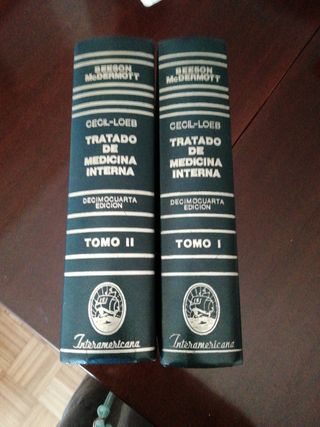 BEESON
McDERMOTT
CECIL-LOEB
TRATADO
DE
MEDICINA
INTERNA
DECIMOCUARTA
EDICION
TOMO II
Interamericana
BEESON
McDERMOTT
CECIL-LOEB
TRATADO
DE
MEDICINA
INTERNA
DECIMOCUARTA
EDICION
TOMO I
Interamericana